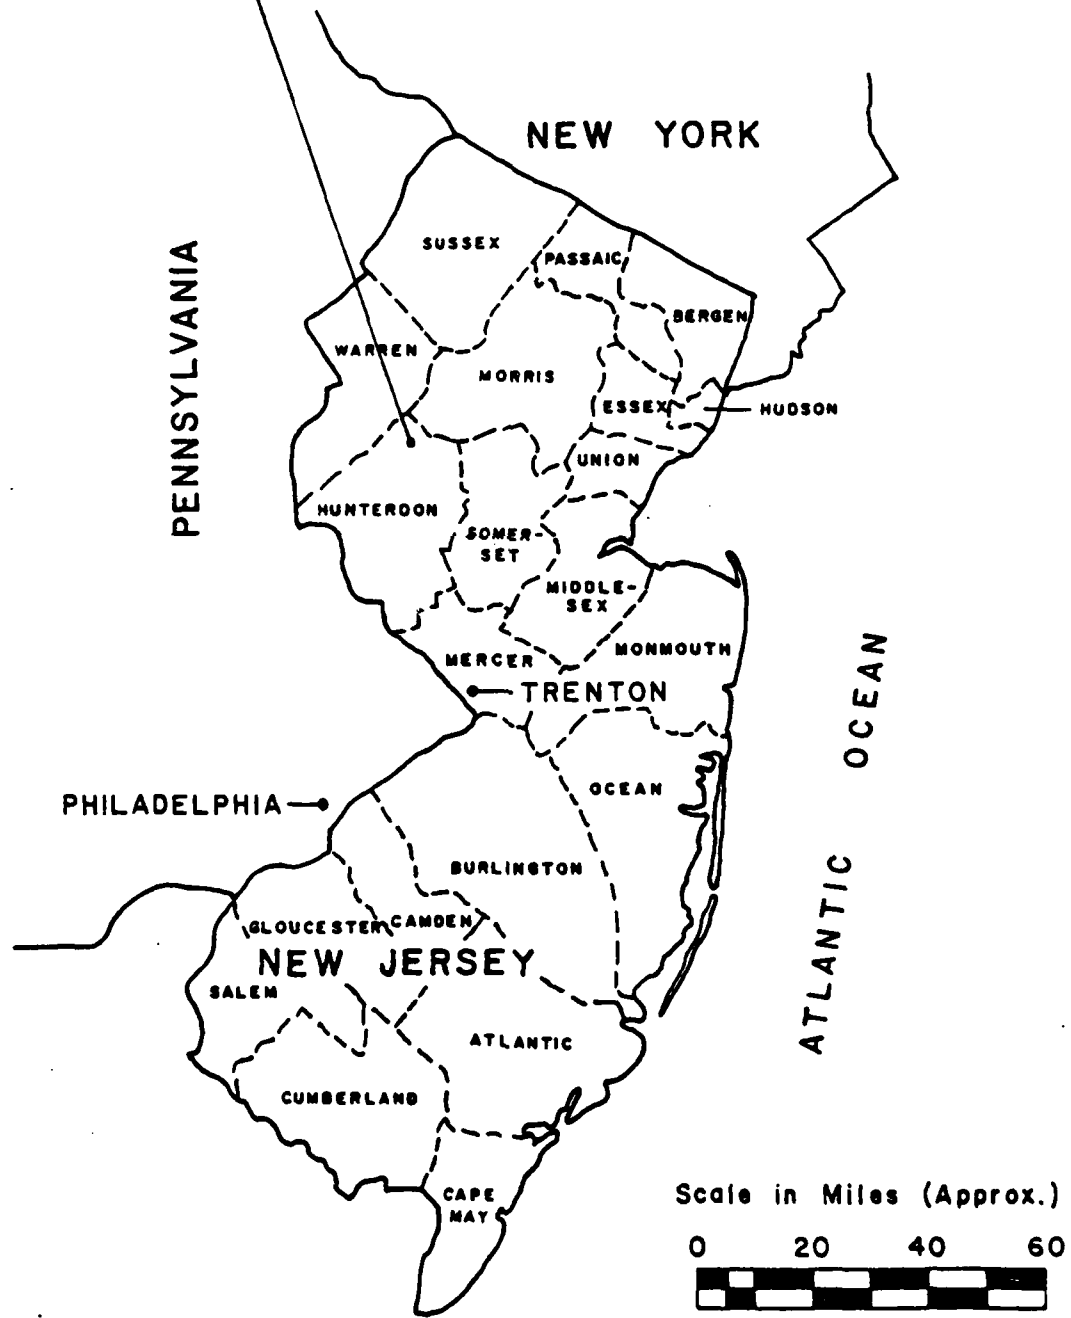 NEW YORK
SUSSEX
PASSAIC
PENNSYLVANIA
BERGEN
WARREN
MORRIS
ESSEX
HUDSON
UNION
HUNTERDON
SOMER-
SET
MIDDLE-
SEX
MONMOUTH
MERCER
TRENTON
ATLANTIC OCEAN
OCEAN
PHILADELPHIA
BURLINGTON
GLOUCESTER
CAMDEN
NEW JERSEY
SALEM
ATLANTIC
CUMBERLAND
CAPE
MAY
Scale in Miles (Approx.)
0 20 40 60